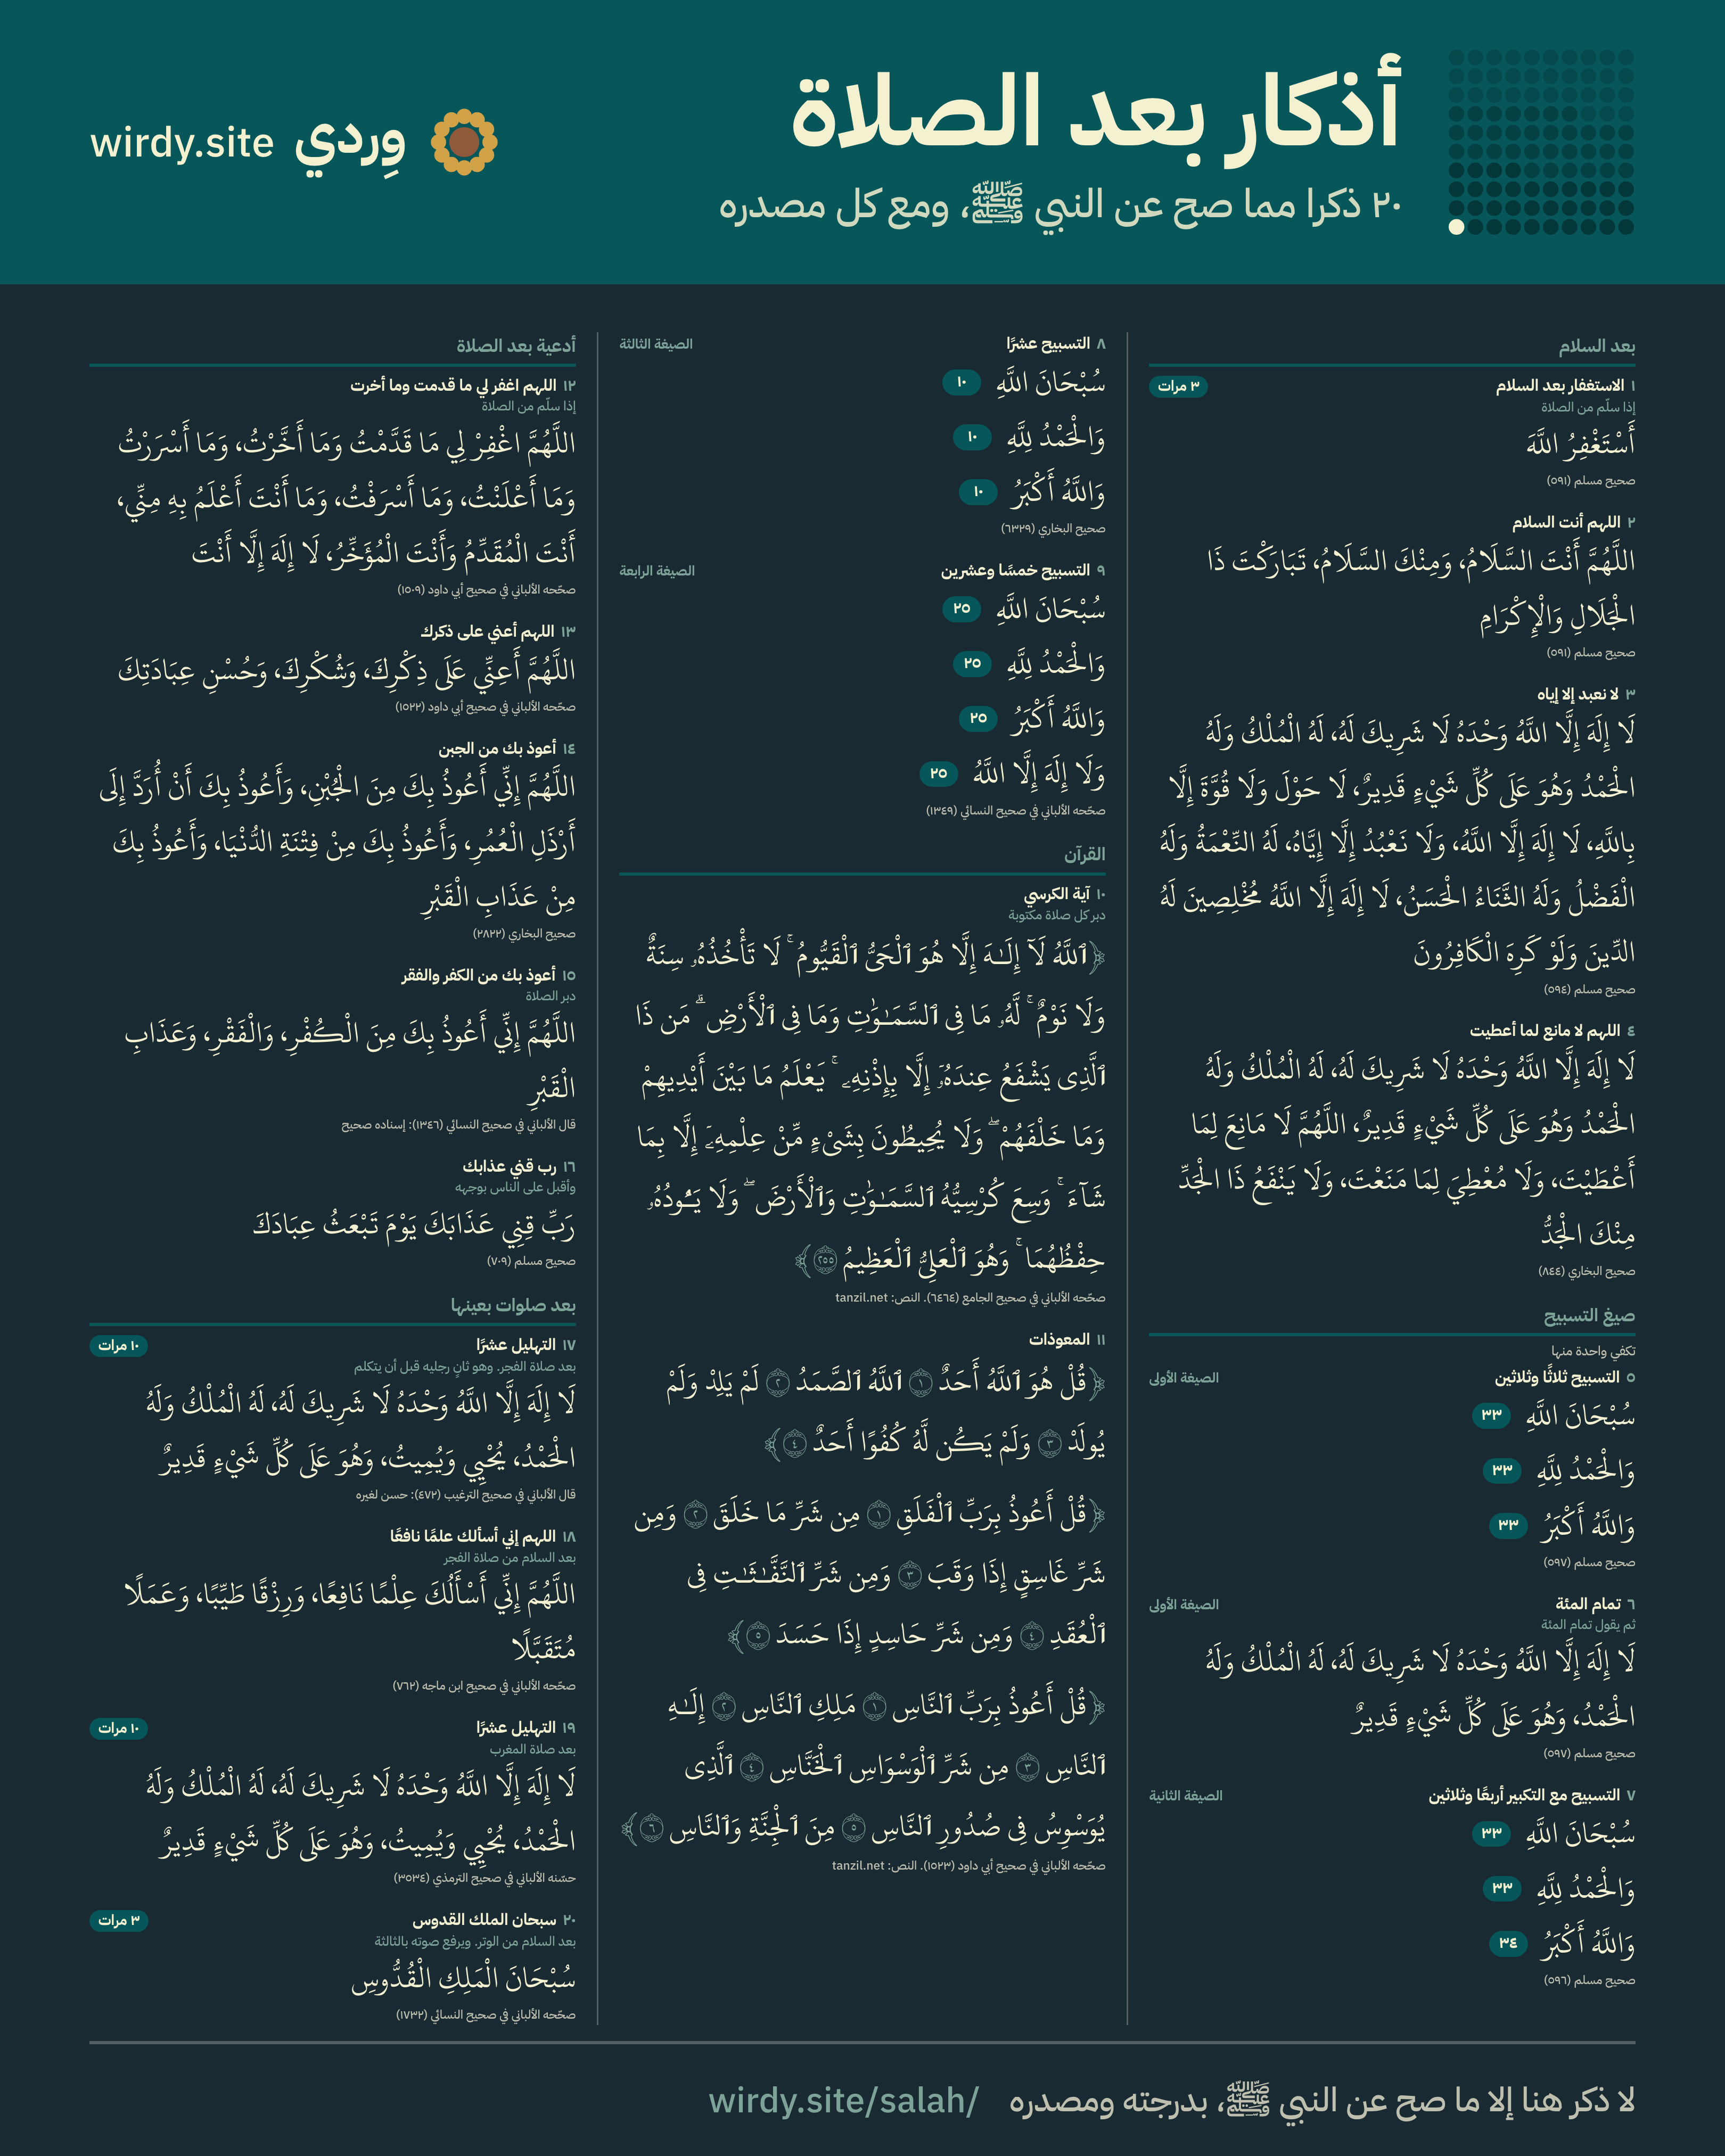 أذكار بعد الصلاة
٢٠ ذكرا مما صح عن النبي ﷺ، ومع كل مصدره
وِردي wirdy.site
بعد السلام
١ الاستغفار بعد السلام ٣ مرات
إذا سلّم من الصلاة
أَسْتَغْفِرُ اللَّهَ
صحيح مسلم (٥٩١)
٢ اللهم أنت السلام
اللَّهُمَّ أَنْتَ السَّلَامُ، وَمِنْكَ السَّلَامُ، تَبَارَكْتَ ذَا
الْجَلَالِ وَالْإِكْرَامِ
صحيح مسلم (٥٩١)
٣ لا نعبد إلا إياه
لَا إِلَهَ إِلَّا اللَّهُ وَحْدَهُ لَا شَرِيكَ لَهُ، لَهُ الْمُلْكُ وَلَهُ
الْحَمْدُ وَهُوَ عَلَى كُلِّ شَيْءٍ قَدِيرٌ، لَا حَوْلَ وَلَا قُوَّةَ إِلَّا
بِاللَّهِ، لَا إِلَهَ إِلَّا اللَّهُ، وَلَا نَعْبُدُ إِلَّا إِيَّاهُ، لَهُ النِّعْمَةُ وَلَهُ
الْفَضْلُ وَلَهُ الثَّنَاءُ الْحَسَنُ، لَا إِلَهَ إِلَّا اللَّهُ مُخْلِصِينَ لَهُ
الدِّينَ وَلَوْ كَرِهَ الْكَافِرُونَ
صحيح مسلم (٥٩٤)
٤ اللهم لا مانع لما أعطيت
لَا إِلَهَ إِلَّا اللَّهُ وَحْدَهُ لَا شَرِيكَ لَهُ، لَهُ الْمُلْكُ وَلَهُ
الْحَمْدُ وَهُوَ عَلَى كُلِّ شَيْءٍ قَدِيرٌ، اللَّهُمَّ لَا مَانِعَ لِمَا
أَعْطَيْتَ، وَلَا مُعْطِيَ لِمَا مَنَعْتَ، وَلَا يَنْفَعُ ذَا الْجَدِّ
مِنْكَ الْجَدُّ
صحيح البخاري (٨٤٤)
صيغ التسبيح
تكفي واحدة منها
٥ التسبيح ثلاثًا وثلاثين الصيغة الأولى
سُبْحَانَ اللَّهِ ٣٣
وَالْحَمْدُ لِلَّهِ ٣٣
وَاللَّهُ أَكْبَرُ ٣٣
صحيح مسلم (٥٩٧)
٦ تمام المئة الصيغة الأولى
ثم يقول تمام المئة
لَا إِلَهَ إِلَّا اللَّهُ وَحْدَهُ لَا شَرِيكَ لَهُ، لَهُ الْمُلْكُ وَلَهُ
الْحَمْدُ، وَهُوَ عَلَى كُلِّ شَيْءٍ قَدِيرٌ
صحيح مسلم (٥٩٧)
٧ التسبيح مع التكبير أربعًا وثلاثين الصيغة الثانية
سُبْحَانَ اللَّهِ ٣٣
وَالْحَمْدُ لِلَّهِ ٣٣
وَاللَّهُ أَكْبَرُ ٣٤
صحيح مسلم (٥٩٦)
٨ التسبيح عشرًا الصيغة الثالثة
سُبْحَانَ اللَّهِ ١٠
وَالْحَمْدُ لِلَّهِ ١٠
وَاللَّهُ أَكْبَرُ ١٠
صحيح البخاري (٦٣٢٩)
٩ التسبيح خمسًا وعشرين الصيغة الرابعة
سُبْحَانَ اللَّهِ ٢٥
وَالْحَمْدُ لِلَّهِ ٢٥
وَاللَّهُ أَكْبَرُ ٢٥
وَلَا إِلَهَ إِلَّا اللَّهُ ٢٥
صحّحه الألباني في صحيح النسائي (١٣٤٩)
القرآن
١٠ آية الكرسي
دبر كل صلاة مكتوبة
﴿ٱللَّهُ لَآ إِلَـٰهَ إِلَّا هُوَ ٱلْحَىُّ ٱلْقَيُّومُ ۚ لَا تَأْخُذُهُۥ سِنَةٌ
وَلَا نَوْمٌ ۚ لَّهُۥ مَا فِى ٱلسَّمَـٰوَٰتِ وَمَا فِى ٱلْأَرْضِ ۗ مَن ذَا
ٱلَّذِى يَشْفَعُ عِندَهُۥٓ إِلَّا بِإِذْنِهِۦ ۚ يَعْلَمُ مَا بَيْنَ أَيْدِيهِمْ
وَمَا خَلْفَهُمْ ۖ وَلَا يُحِيطُونَ بِشَىْءٍ مِّنْ عِلْمِهِۦٓ إِلَّا بِمَا
شَآءَ ۚ وَسِعَ كُرْسِيُّهُ ٱلسَّمَـٰوَٰتِ وَٱلْأَرْضَ ۖ وَلَا يَـُٔودُهُۥ
حِفْظُهُمَا ۚ وَهُوَ ٱلْعَلِىُّ ٱلْعَظِيمُ ٢٥٥﴾
صحّحه الألباني في صحيح الجامع (٦٤٦٤). النص: tanzil.net
١١ المعوذات
﴿قُلْ هُوَ ٱللَّهُ أَحَدٌ ١ ٱللَّهُ ٱلصَّمَدُ ٢ لَمْ يَلِدْ وَلَمْ
يُولَدْ ٣ وَلَمْ يَكُن لَّهُ كُفُوًا أَحَدٌ ٤﴾
﴿قُلْ أَعُوذُ بِرَبِّ ٱلْفَلَقِ ١ مِن شَرِّ مَا خَلَقَ ٢ وَمِن
شَرِّ غَاسِقٍ إِذَا وَقَبَ ٣ وَمِن شَرِّ ٱلنَّفَّـٰثَـٰتِ فِى
ٱلْعُقَدِ ٤ وَمِن شَرِّ حَاسِدٍ إِذَا حَسَدَ ٥﴾
﴿قُلْ أَعُوذُ بِرَبِّ ٱلنَّاسِ ١ مَلِكِ ٱلنَّاسِ ٢ إِلَـٰهِ
ٱلنَّاسِ ٣ مِن شَرِّ ٱلْوَسْوَاسِ ٱلْخَنَّاسِ ٤ ٱلَّذِى
يُوَسْوِسُ فِى صُدُورِ ٱلنَّاسِ ٥ مِنَ ٱلْجِنَّةِ وَٱلنَّاسِ ٦﴾
صحّحه الألباني في صحيح أبي داود (١٥٢٣). النص: tanzil.net
أدعية بعد الصلاة
١٢ اللهم اغفر لي ما قدمت وما أخرت
إذا سلّم من الصلاة
اللَّهُمَّ اغْفِرْ لِي مَا قَدَّمْتُ وَمَا أَخَّرْتُ، وَمَا أَسْرَرْتُ
وَمَا أَعْلَنْتُ، وَمَا أَسْرَفْتُ، وَمَا أَنْتَ أَعْلَمُ بِهِ مِنِّي،
أَنْتَ الْمُقَدِّمُ وَأَنْتَ الْمُؤَخِّرُ، لَا إِلَهَ إِلَّا أَنْتَ
صحّحه الألباني في صحيح أبي داود (١٥٠٩)
١٣ اللهم أعني على ذكرك
اللَّهُمَّ أَعِنِّي عَلَى ذِكْرِكَ، وَشُكْرِكَ، وَحُسْنِ عِبَادَتِكَ
صحّحه الألباني في صحيح أبي داود (١٥٢٢)
١٤ أعوذ بك من الجبن
اللَّهُمَّ إِنِّي أَعُوذُ بِكَ مِنَ الْجُبْنِ، وَأَعُوذُ بِكَ أَنْ أُرَدَّ إِلَى
أَرْذَلِ الْعُمُرِ، وَأَعُوذُ بِكَ مِنْ فِتْنَةِ الدُّنْيَا، وَأَعُوذُ بِكَ
مِنْ عَذَابِ الْقَبْرِ
صحيح البخاري (٢٨٢٢)
١٥ أعوذ بك من الكفر والفقر
دبر الصلاة
اللَّهُمَّ إِنِّي أَعُوذُ بِكَ مِنَ الْكُفْرِ، وَالْفَقْرِ، وَعَذَابِ
الْقَبْرِ
قال الألباني في صحيح النسائي (١٣٤٦): إسناده صحيح
١٦ رب قني عذابك
وأقبل على الناس بوجهه
رَبِّ قِنِي عَذَابَكَ يَوْمَ تَبْعَثُ عِبَادَكَ
صحيح مسلم (٧٠٩)
بعد صلوات بعينها
١٧ التهليل عشرًا ١٠ مرات
بعد صلاة الفجر. وهو ثانٍ رجليه قبل أن يتكلم
لَا إِلَهَ إِلَّا اللَّهُ وَحْدَهُ لَا شَرِيكَ لَهُ، لَهُ الْمُلْكُ وَلَهُ
الْحَمْدُ، يُحْيِي وَيُمِيتُ، وَهُوَ عَلَى كُلِّ شَيْءٍ قَدِيرٌ
قال الألباني في صحيح الترغيب (٤٧٢): حسن لغيره
١٨ اللهم إني أسألك علمًا نافعًا
بعد السلام من صلاة الفجر
اللَّهُمَّ إِنِّي أَسْأَلُكَ عِلْمًا نَافِعًا، وَرِزْقًا طَيِّبًا، وَعَمَلًا
مُتَقَبَّلًا
صحّحه الألباني في صحيح ابن ماجه (٧٦٢)
١٩ التهليل عشرًا ١٠ مرات
بعد صلاة المغرب
لَا إِلَهَ إِلَّا اللَّهُ وَحْدَهُ لَا شَرِيكَ لَهُ، لَهُ الْمُلْكُ وَلَهُ
الْحَمْدُ، يُحْيِي وَيُمِيتُ، وَهُوَ عَلَى كُلِّ شَيْءٍ قَدِيرٌ
حسّنه الألباني في صحيح الترمذي (٣٥٣٤)
٢٠ سبحان الملك القدوس ٣ مرات
بعد السلام من الوتر. ويرفع صوته بالثالثة
سُبْحَانَ الْمَلِكِ الْقُدُّوسِ
صحّحه الألباني في صحيح النسائي (١٧٣٢)
لا ذكر هنا إلا ما صح عن النبي ﷺ، بدرجته ومصدره wirdy.site/salah/